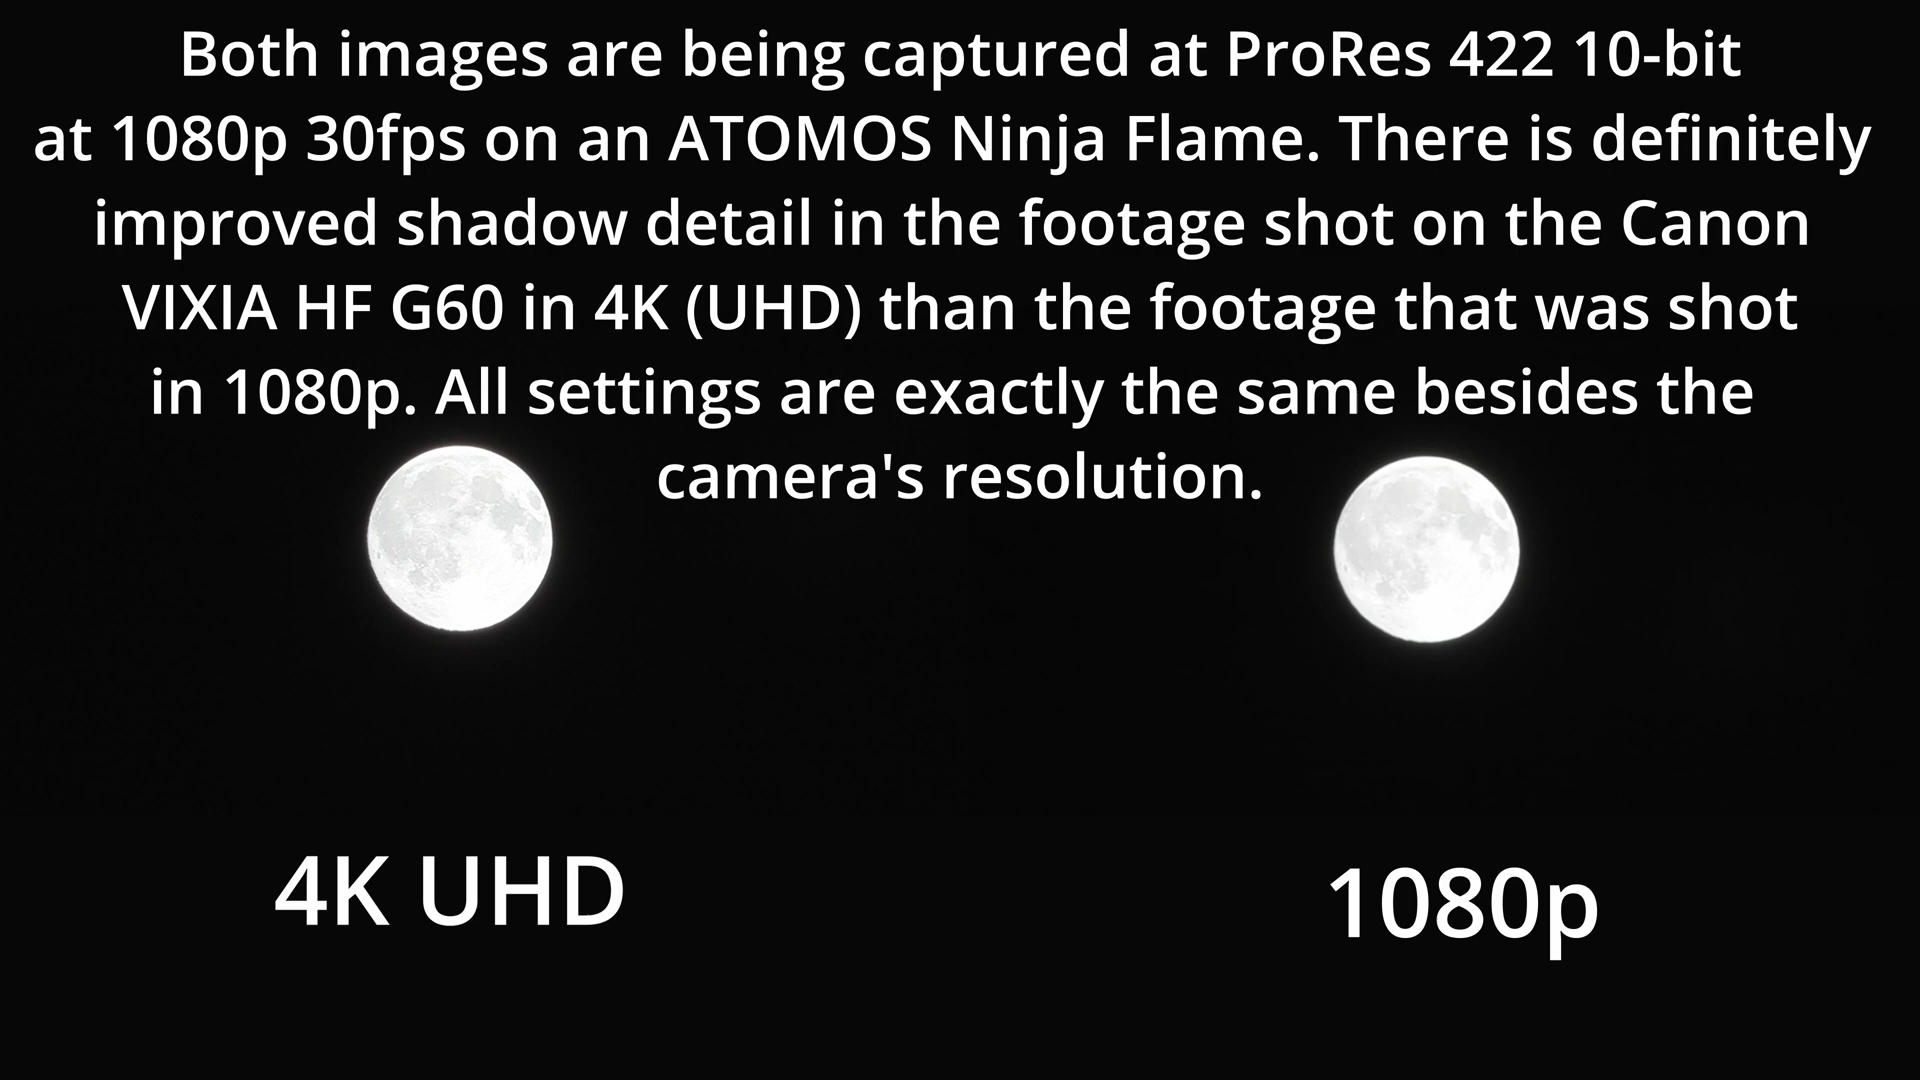 Both images are being captured at ProRes 422 10-bit
at 1080p 30fps on an ATOMOS Ninja Flame. There is definitely
improved shadow detail in the footage shot on the Canon
VIXIA HF G60 in 4K (UHD) than the footage that was shot
in 1080p. All settings are exactly the same besides the
camera's resolution.
4K UHD
1080p